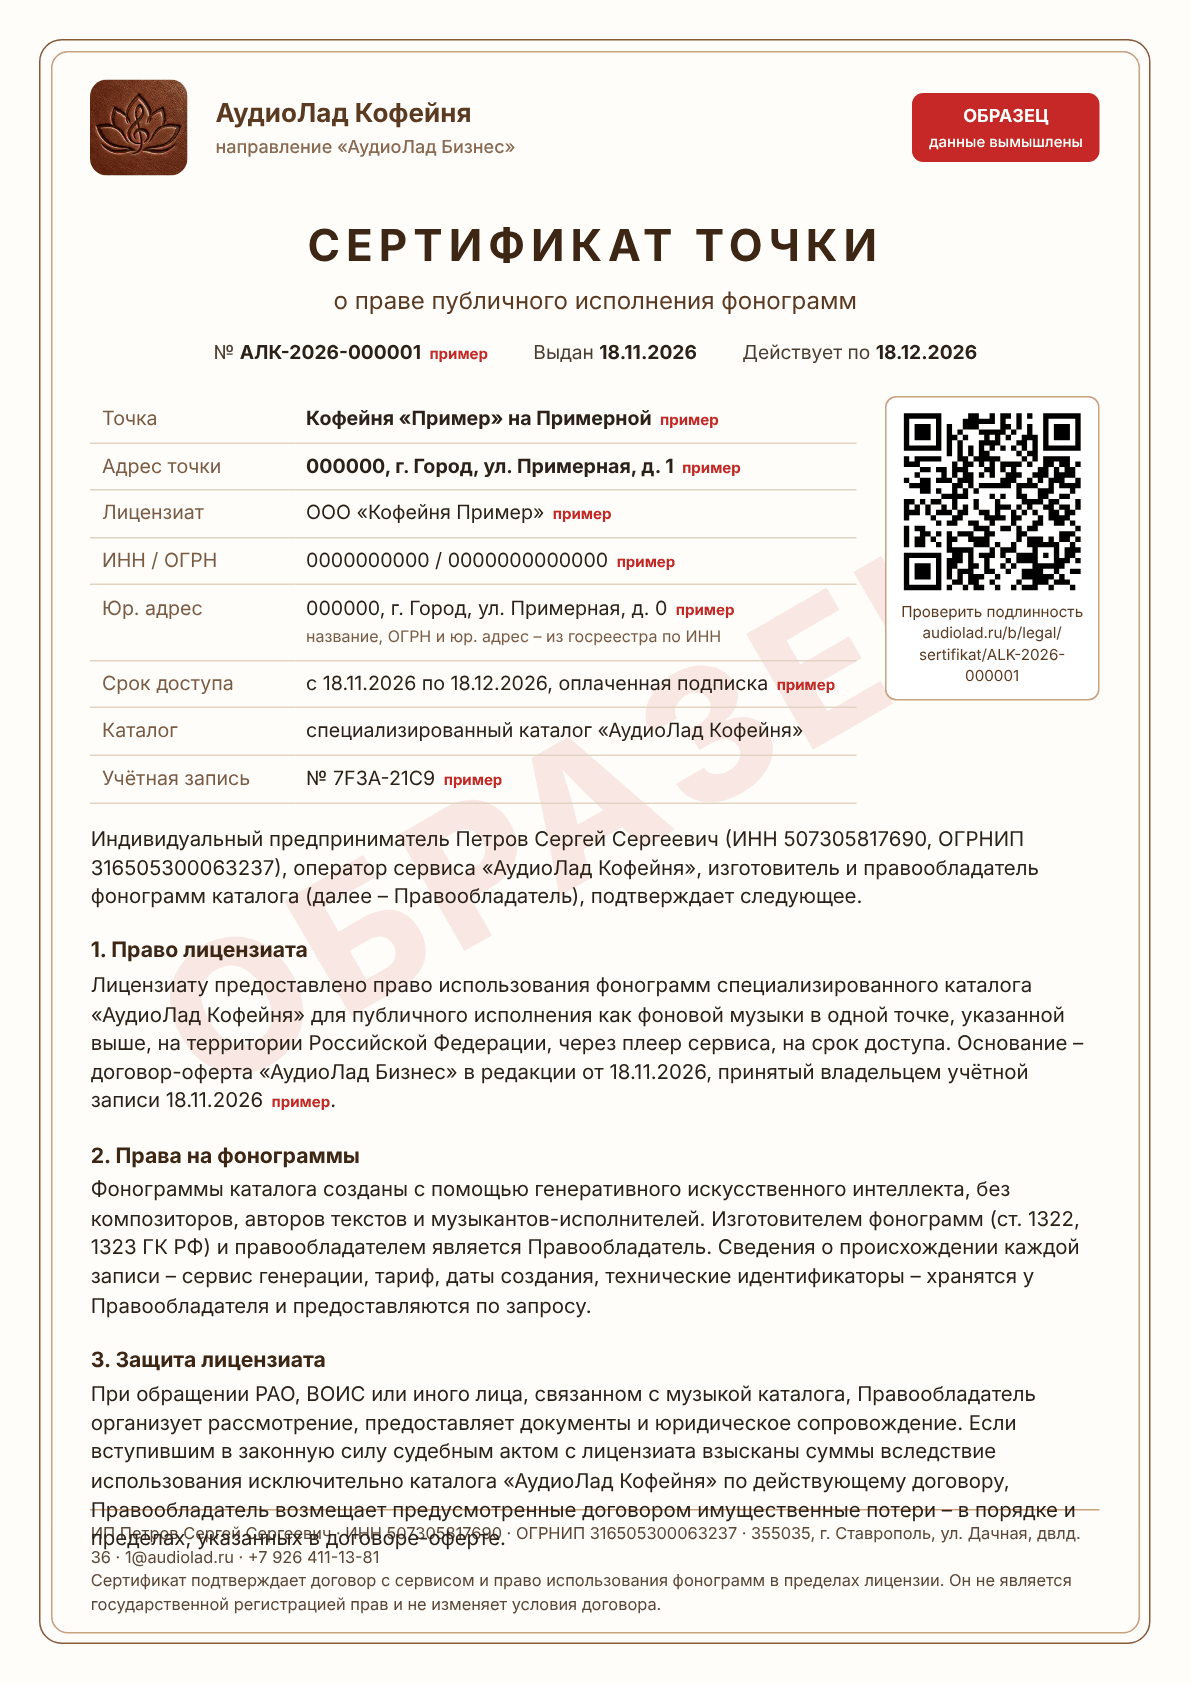 АудиоЛад Кофейня
направление «АудиоЛад Бизнес»
ОБРАЗЕЦ
данные вымышлены
СЕРТИФИКАТ ТОЧКИ
о праве публичного исполнения фонограмм
№ АЛК-2026-000001 пример Выдан 18.11.2026 Действует по 18.12.2026
Точка Кофейня «Пример» на Примерной пример
Адрес точки 000000, г. Город, ул. Примерная, д. 1 пример
Лицензиат ООО «Кофейня Пример» пример
ИНН / ОГРН 0000000000 / 0000000000000 пример
Юр. адрес 000000, г. Город, ул. Примерная, д. 0 пример
название, ОГРН и юр. адрес – из госреестра по ИНН
Срок доступа с 18.11.2026 по 18.12.2026, оплаченная подписка пример
Каталог специализированный каталог «АудиоЛад Кофейня»
Учётная запись № 7F3A-21C9 пример
Проверить подлинность
audiolad.ru/b/legal/
sertifikat/ALK-2026-
000001
ОБРАЗЕ
Индивидуальный предприниматель Петров Сергей Сергеевич (ИНН 507305817690, ОГРНИП
316505300063237), оператор сервиса «АудиоЛад Кофейня», изготовитель и правообладатель
фонограмм каталога (далее – Правообладатель), подтверждает следующее.
1. Право лицензиата
Лицензиату предоставлено право использования фонограмм специализированного каталога
«АудиоЛад Кофейня» для публичного исполнения как фоновой музыки в одной точке, указанной
выше, на территории Российской Федерации, через плеер сервиса, на срок доступа. Основание –
договор-оферта «АудиоЛад Бизнес» в редакции от 18.11.2026, принятый владельцем учётной
записи 18.11.2026 пример.
2. Права на фонограммы
Фонограммы каталога созданы с помощью генеративного искусственного интеллекта, без
композиторов, авторов текстов и музыкантов-исполнителей. Изготовителем фонограмм (ст. 1322,
1323 ГК РФ) и правообладателем является Правообладатель. Сведения о происхождении каждой
записи – сервис генерации, тариф, даты создания, технические идентификаторы – хранятся у
Правообладателя и предоставляются по запросу.
3. Защита лицензиата
При обращении РАО, ВОИС или иного лица, связанном с музыкой каталога, Правообладатель
организует рассмотрение, предоставляет документы и юридическое сопровождение. Если
вступившим в законную силу судебным актом с лицензиата взысканы суммы вследствие
использования исключительно каталога «АудиоЛад Кофейня» по действующему договору,
Правообладатель возмещает предусмотренные договором имущественные потери – в порядке и
пределах, указанных в договоре-оферте.
ИП Петров Сергей Сергеевич · ИНН 507305817690 · ОГРНИП 316505300063237 · 355035, г. Ставрополь, ул. Дачная, двлд.
36 · 1@audiolad.ru · +7 926 411-13-81
Сертификат подтверждает договор с сервисом и право использования фонограмм в пределах лицензии. Он не является
государственной регистрацией прав и не изменяет условия договора.